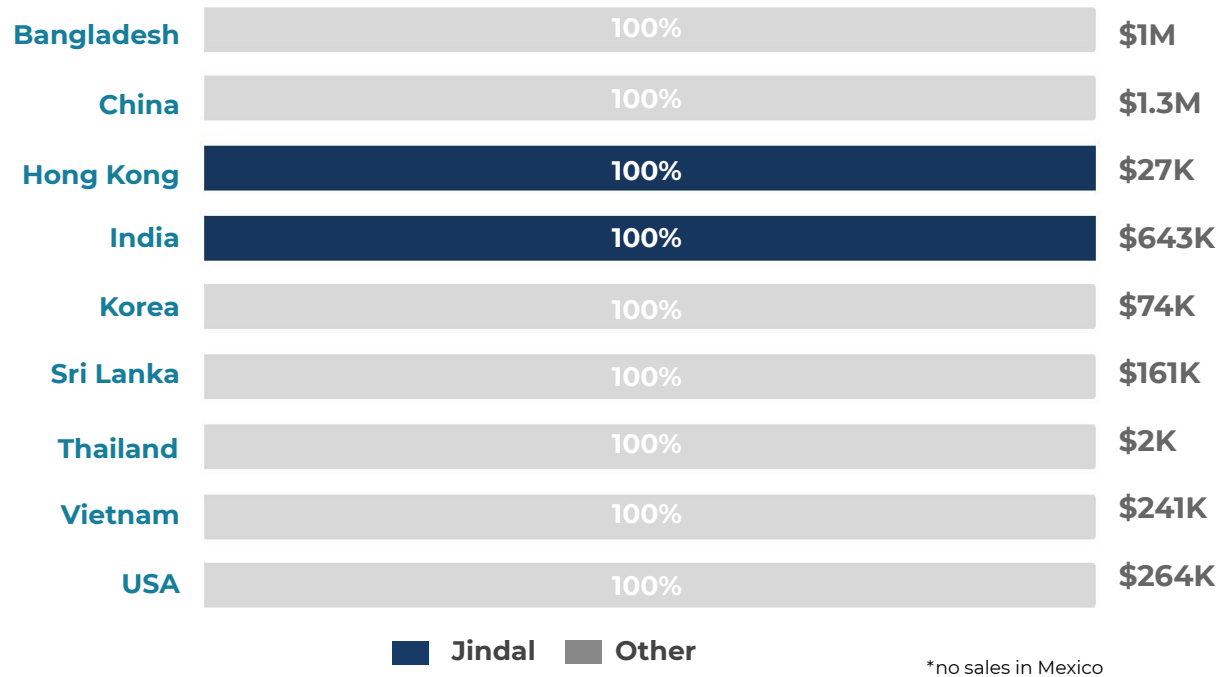 Bangladesh 100% $1M
China 100% $1.3M
Hong Kong 100% $27K
India 100% $643K
Korea 100% $74K
Sri Lanka 100% $161K
Thailand 100% $2K
Vietnam 100% $241K
USA 100% $264K
Jindal Other
*no sales in Mexico